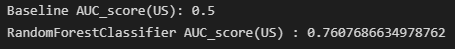 Baseline AUC_score(US): 0.5
RandomForestClassifier AUC_score(US) : 0.7607686634978762